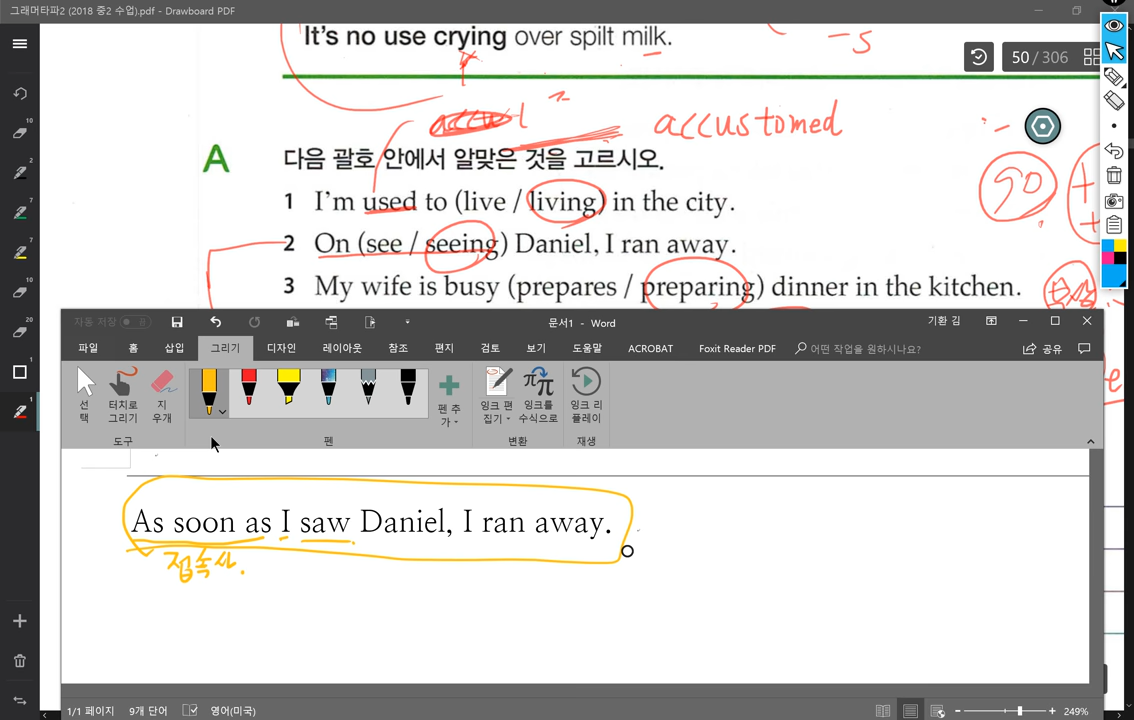 그래머타파2 (2018 중2 수업).pdf - Drawboard PDF
It's no use crying over spilt milk.
-s
50 / 306
accustomed
A 다음 괄호 안에서 알맞은 것을 고르시오.
1 I'm used to (live / living) in the city.
2 On (see / seeing) Daniel, I ran away.
3 My wife is busy (prepares / preparing) dinner in the kitchen.
go
자동 저장
문서1 - Word
기환 김
파일 홈 삽입 그리기 디자인 레이아웃 참조 편지 검토 보기 도움말 ACROBAT Foxit Reader PDF 어떤 작업을 원하시나요? 공유
선택
터치로 그리기
지우개
펜 추가
잉크 편집기
잉크를 수식으로
잉크 리플레이
도구 펜 변환 재생
As soon as I saw Daniel, I ran away.
접속사.
1/1 페이지 9개 단어 영어(미국) 249%
10
2
7
7
10
20
1
1